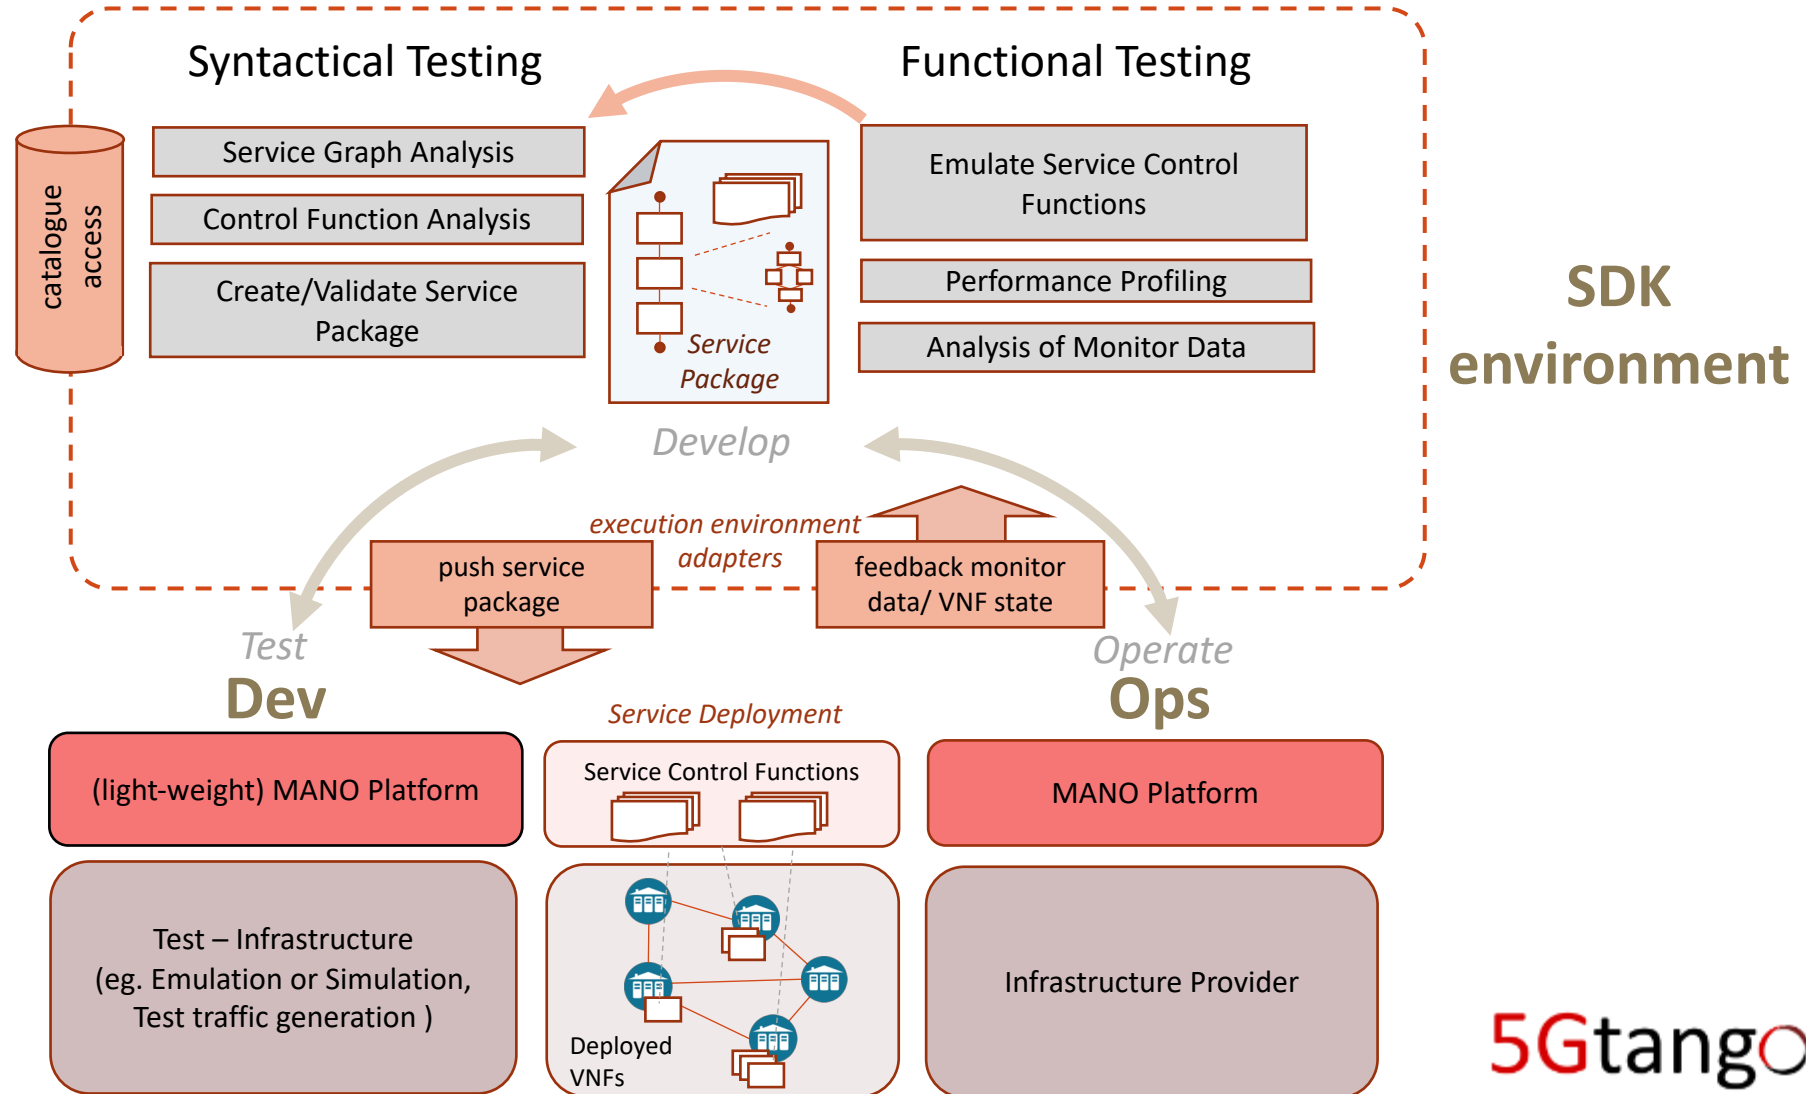 Syntactical Testing
Functional Testing
catalogue
access
Service Graph Analysis
Control Function Analysis
Create/Validate Service
Package
Service
Package
Emulate Service Control
Functions
Performance Profiling
Analysis of Monitor Data
SDK
environment
Develop
execution environment
adapters
push service
package
feedback monitor
data/ VNF state
Test
Dev
Operate
Ops
Service Deployment
(light-weight) MANO Platform
Service Control Functions
MANO Platform
Test – Infrastructure
(eg. Emulation or Simulation,
Test traffic generation )
Deployed
VNFs
Infrastructure Provider
5Gtango